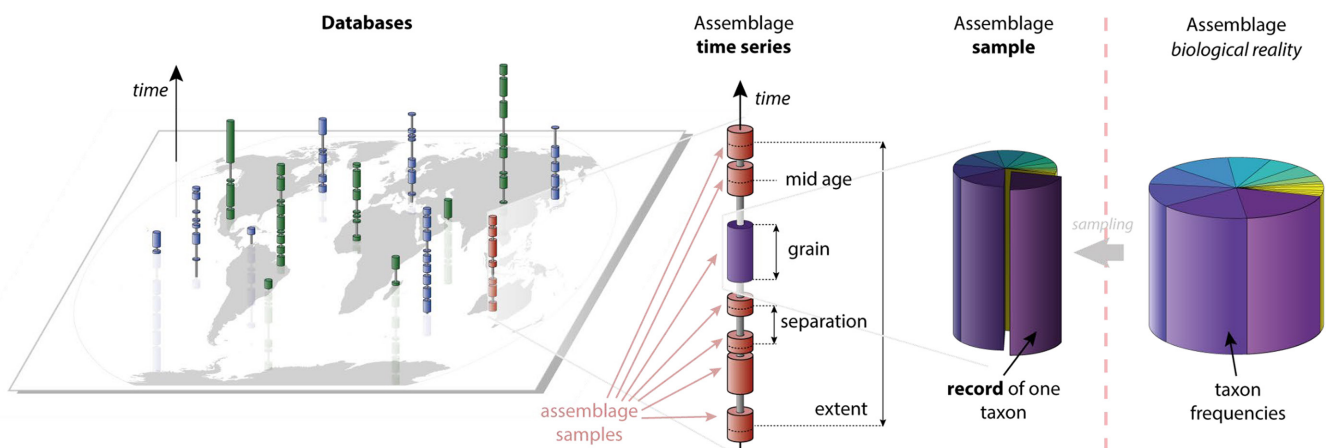 Databases
time
Assemblage
time series
time
mid age
grain
separation
extent
assemblage
samples
Assemblage
sample
record of one
taxon
sampling
Assemblage
biological reality
taxon
frequencies